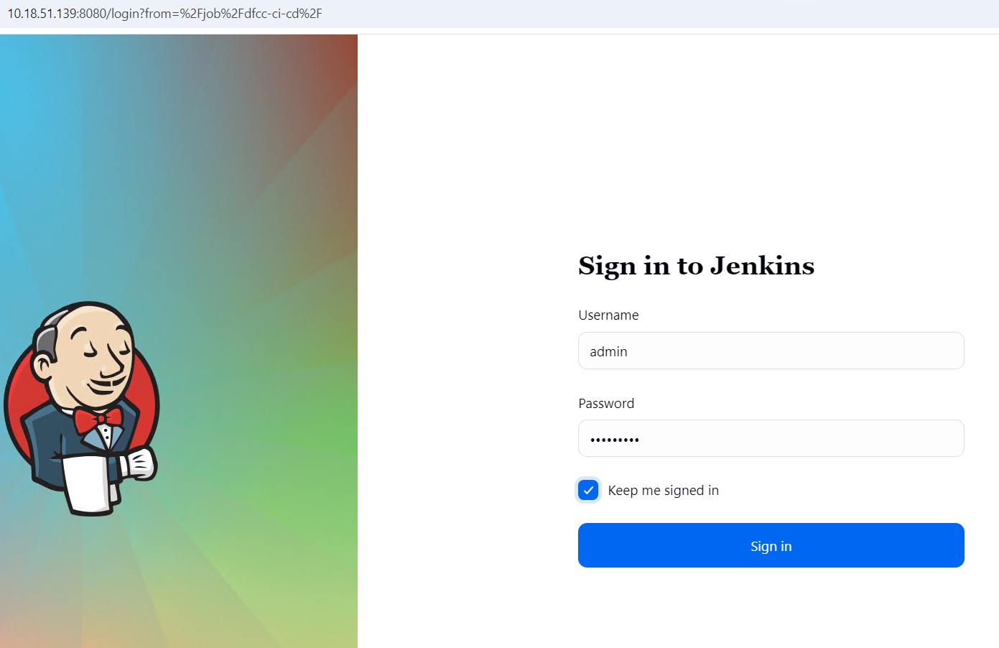 10.18.51.139:8080/login?from=%2Fjob%2Fdfcc-ci-cd%2F
Sign in to Jenkins
Username
admin
Password
•••••••••
Keep me signed in
Sign in